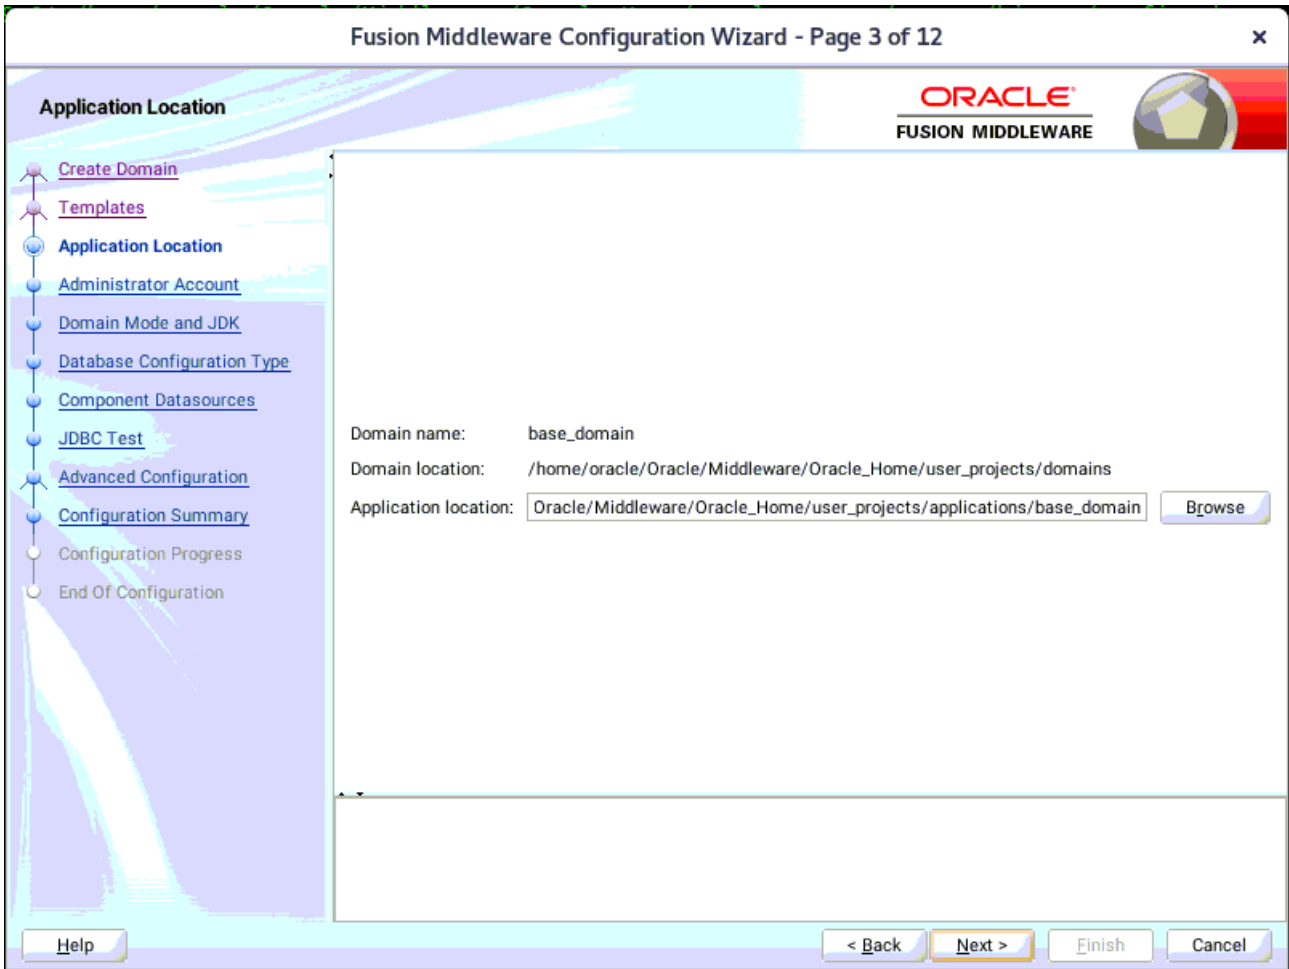 Fusion Middleware Configuration Wizard - Page 3 of 12
Application Location
ORACLE
FUSION MIDDLEWARE
Create Domain
Templates
Application Location
Administrator Account
Domain Mode and JDK
Database Configuration Type
Component Datasources
JDBC Test
Advanced Configuration
Configuration Summary
Configuration Progress
End Of Configuration
Domain name: base_domain
Domain location: /home/oracle/Oracle/Middleware/Oracle_Home/user_projects/domains
Application location: Oracle/Middleware/Oracle_Home/user_projects/applications/base_domain Browse
Help < Back Next > Finish Cancel